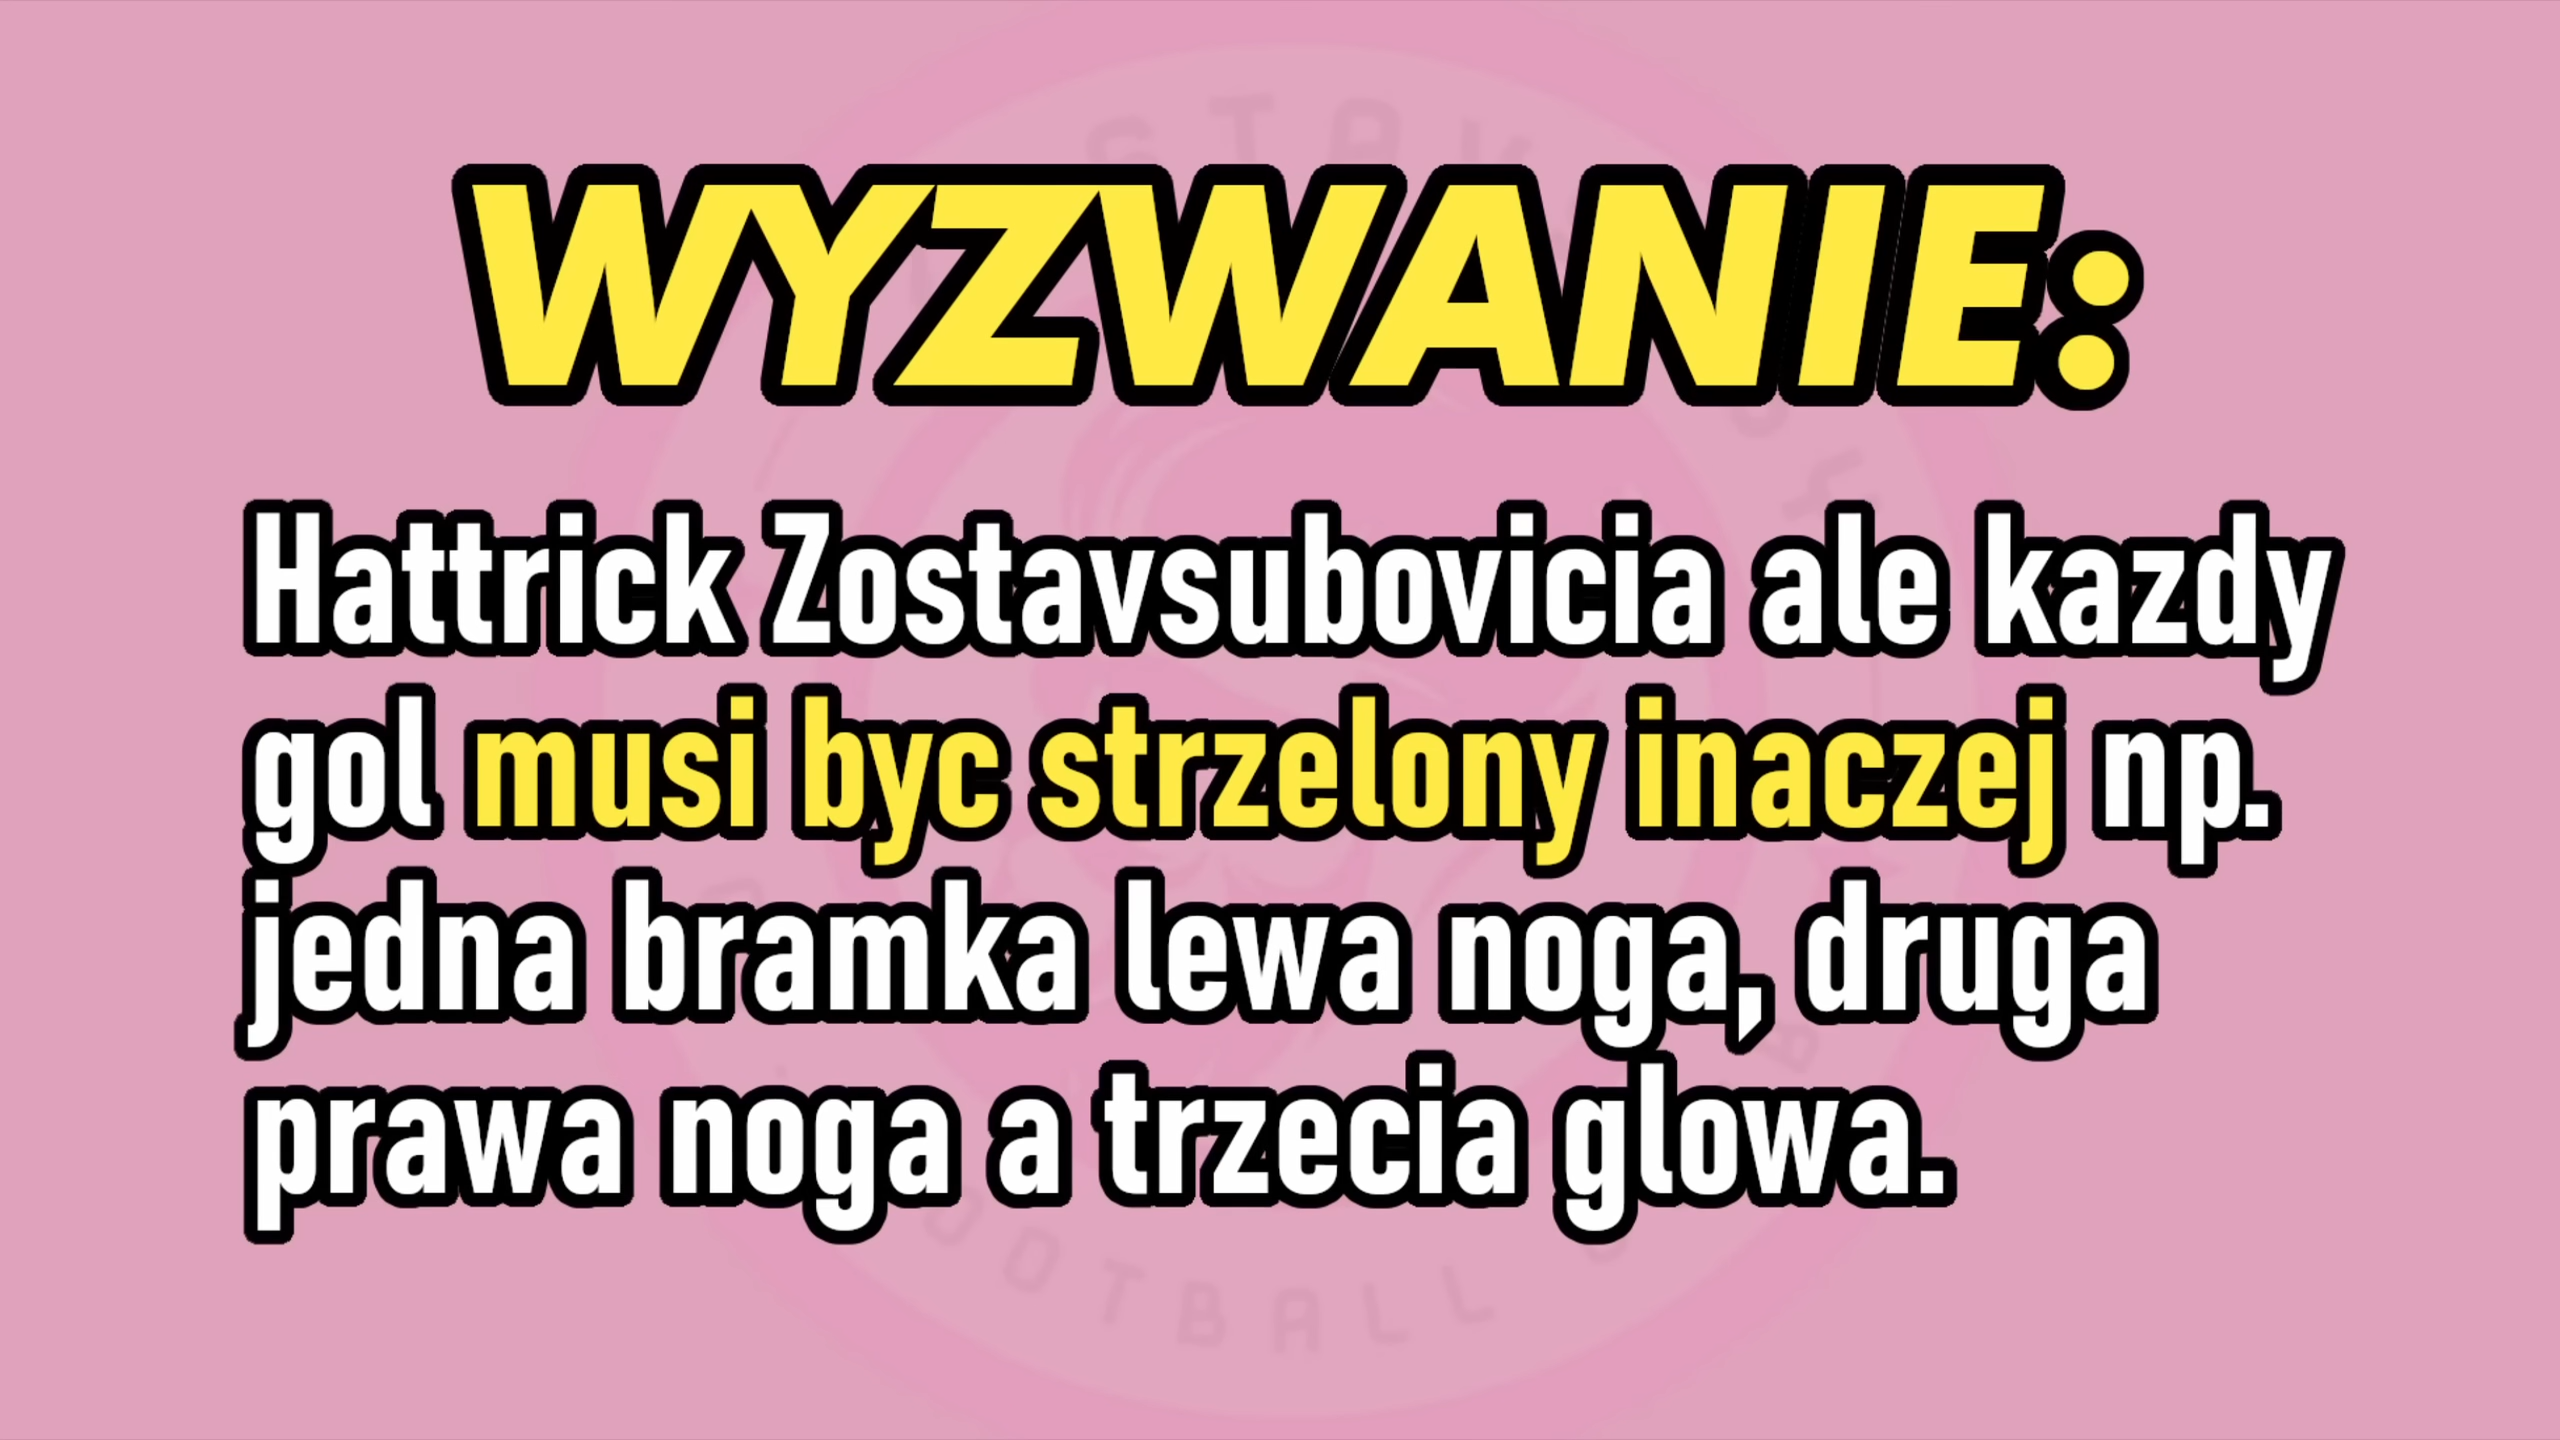 WYZWANIE:
Hattrick Zostavsubovicia ale kazdy
gol musi byc strzelony inaczej np.
jedna bramka lewa noga, druga
prawa noga a trzecia glowa.